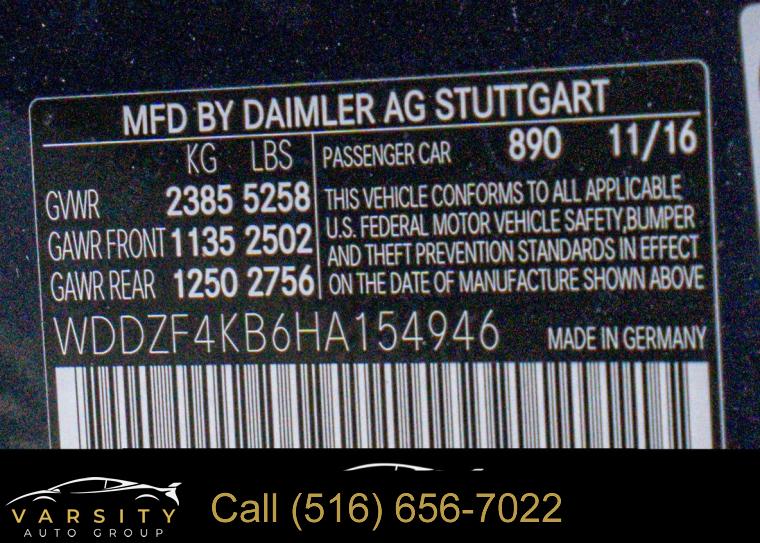 MFD BY DAIMLER AG STUTTGART
KG LBS
GVWR 2385 5258
GAWR FRONT 1135 2502
GAWR REAR 1250 2756
PASSENGER CAR 890 11/16
THIS VEHICLE CONFORMS TO ALL APPLICABLE
U.S. FEDERAL MOTOR VEHICLE SAFETY,BUMPER
AND THEFT PREVENTION STANDARDS IN EFFECT
ON THE DATE OF MANUFACTURE SHOWN ABOVE
WDDZF4KB6HA154946 MADE IN GERMANY
VARSITY
AUTO GROUP
Call (516) 656-7022